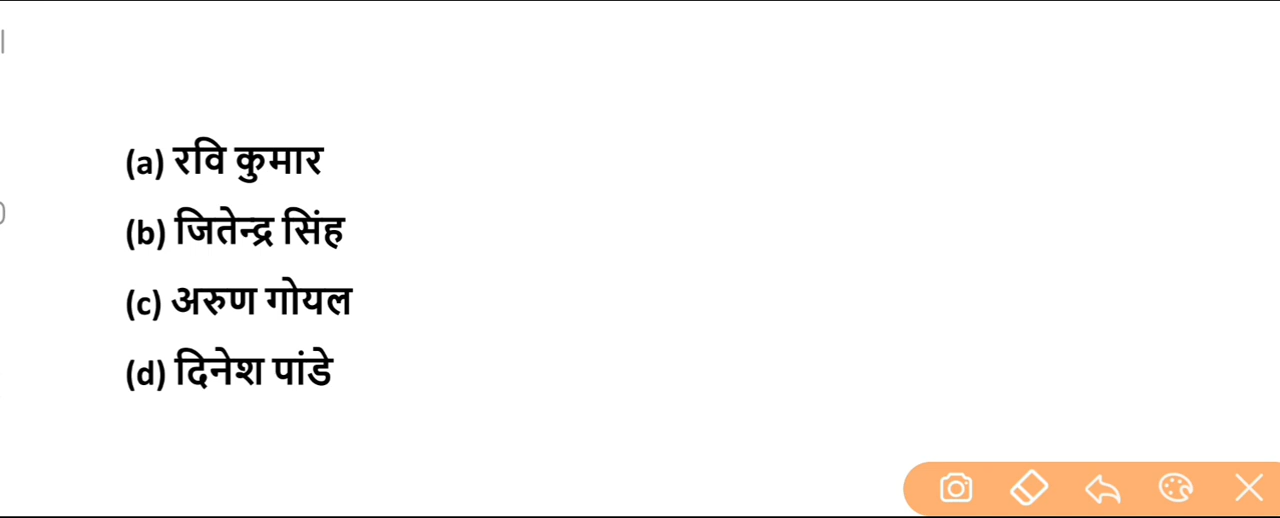 (a) रवि कुमार
(b) जितेन्द्र सिंह
(c) अरुण गोयल
(d) दिनेश पांडे